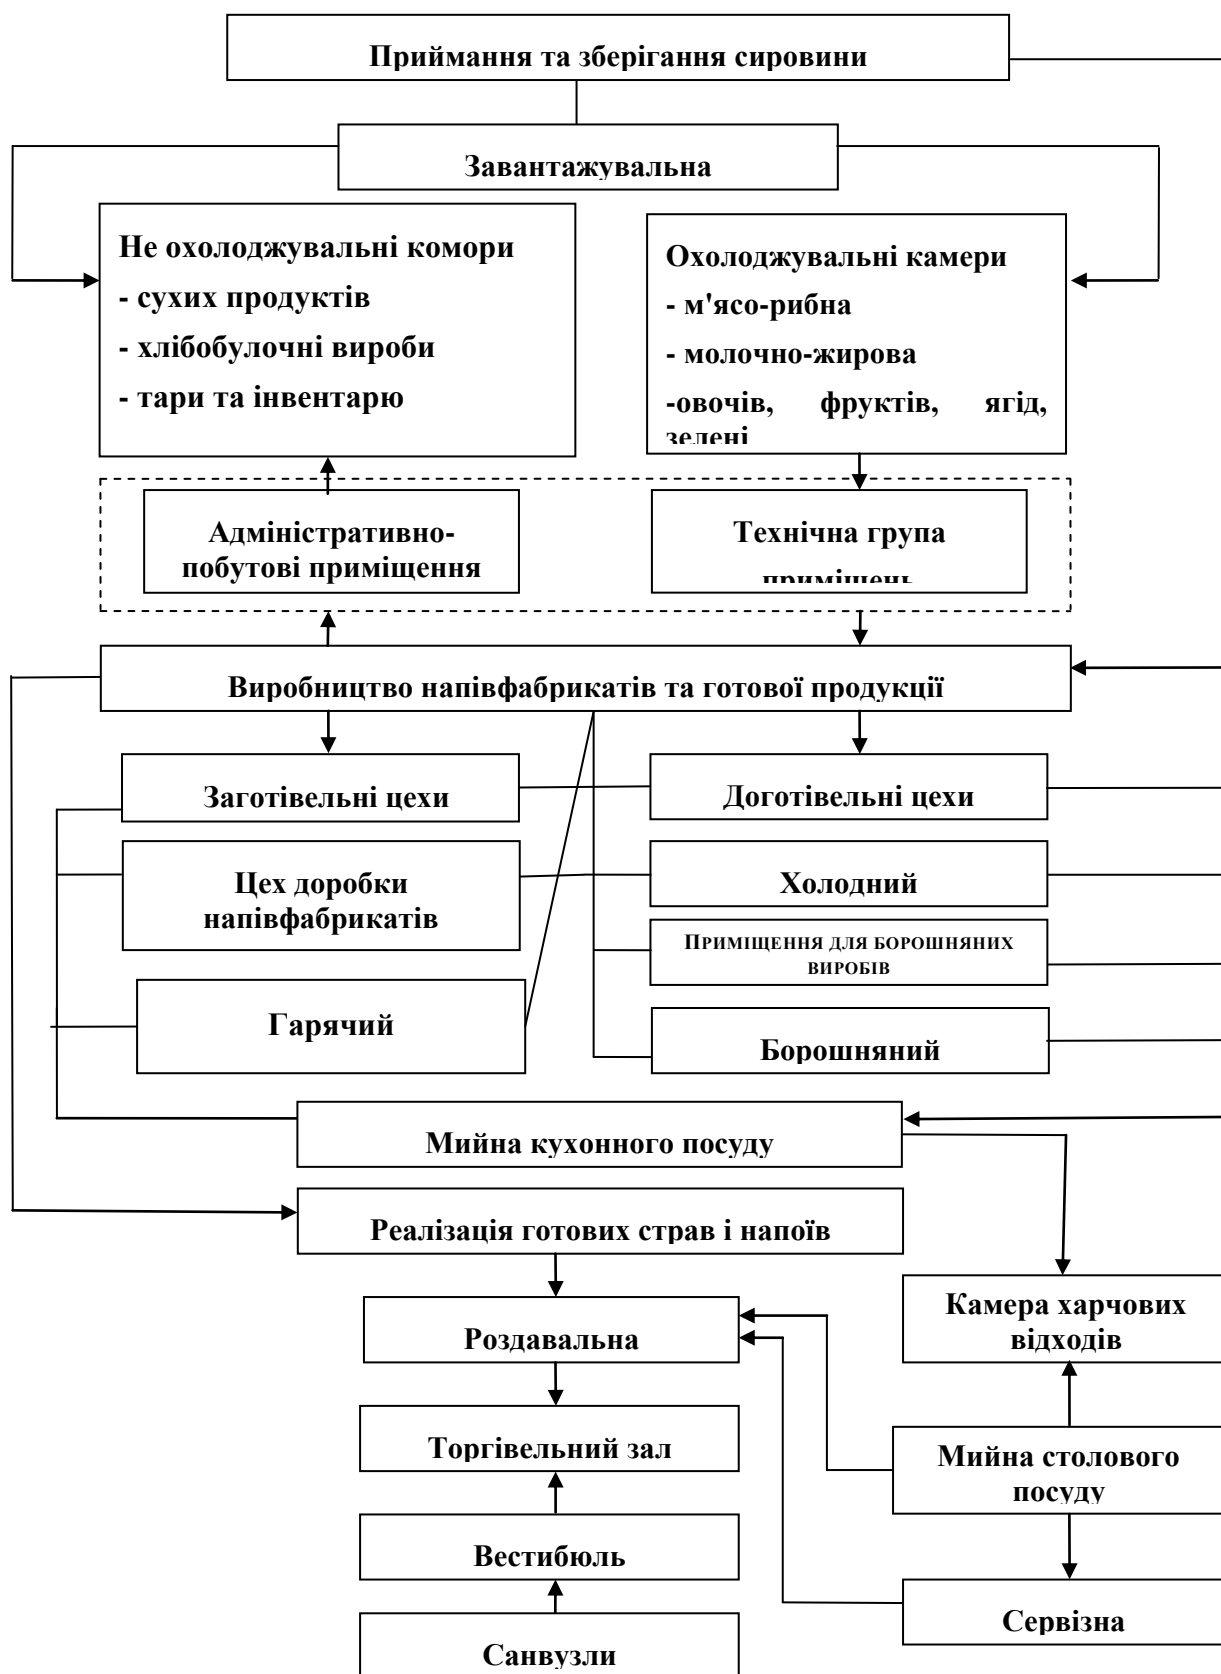 Приймання та зберігання сировини
Завантажувальна
Не охолоджувальні комори
- сухих продуктів
- хлібобулочні вироби
- тари та інвентарю
Охолоджувальні камери
- м'ясо-рибна
- молочно-жирова
-овочів, фруктів, ягід,
зелені
Адміністративно-
побутові приміщення
Технічна група
приміщень
Виробництво напівфабрикатів та готової продукції
Заготівельні цехи
Доготівельні цехи
Цех доробки
напівфабрикатів
Холодний
Приміщення для борошняних
виробів
Гарячий
Борошняний
Мийна кухонного посуду
Реалізація готових страв і напоїв
Камера харчових
відходів
Роздавальна
Торгівельний зал
Мийна столового
посуду
Вестибюль
Сервізна
Санвузли